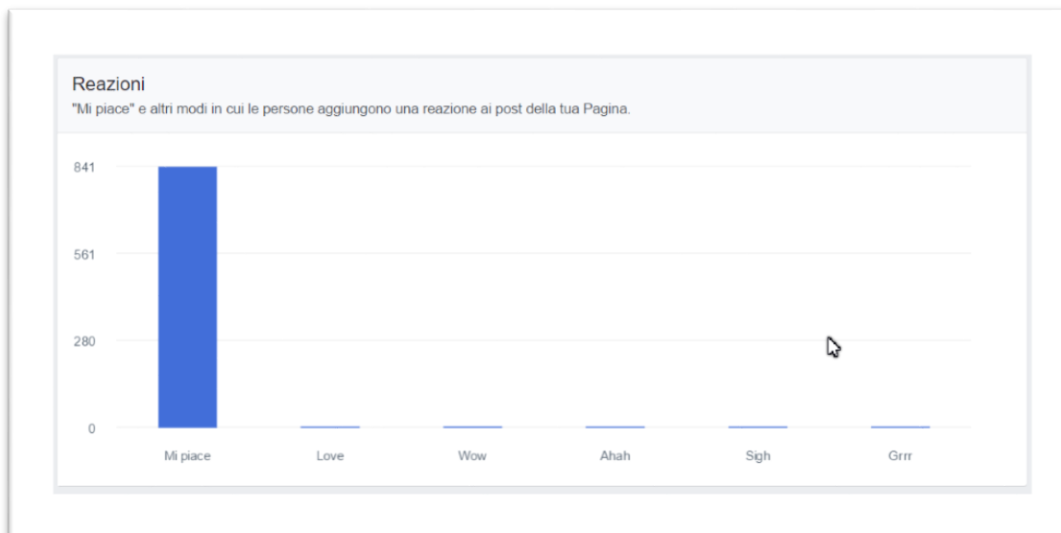 Reazioni
"Mi piace" e altri modi in cui le persone aggiungono una reazione ai post della tua Pagina.
841
561
280
0
Mi piace Love Wow Ahah Sigh Grrr